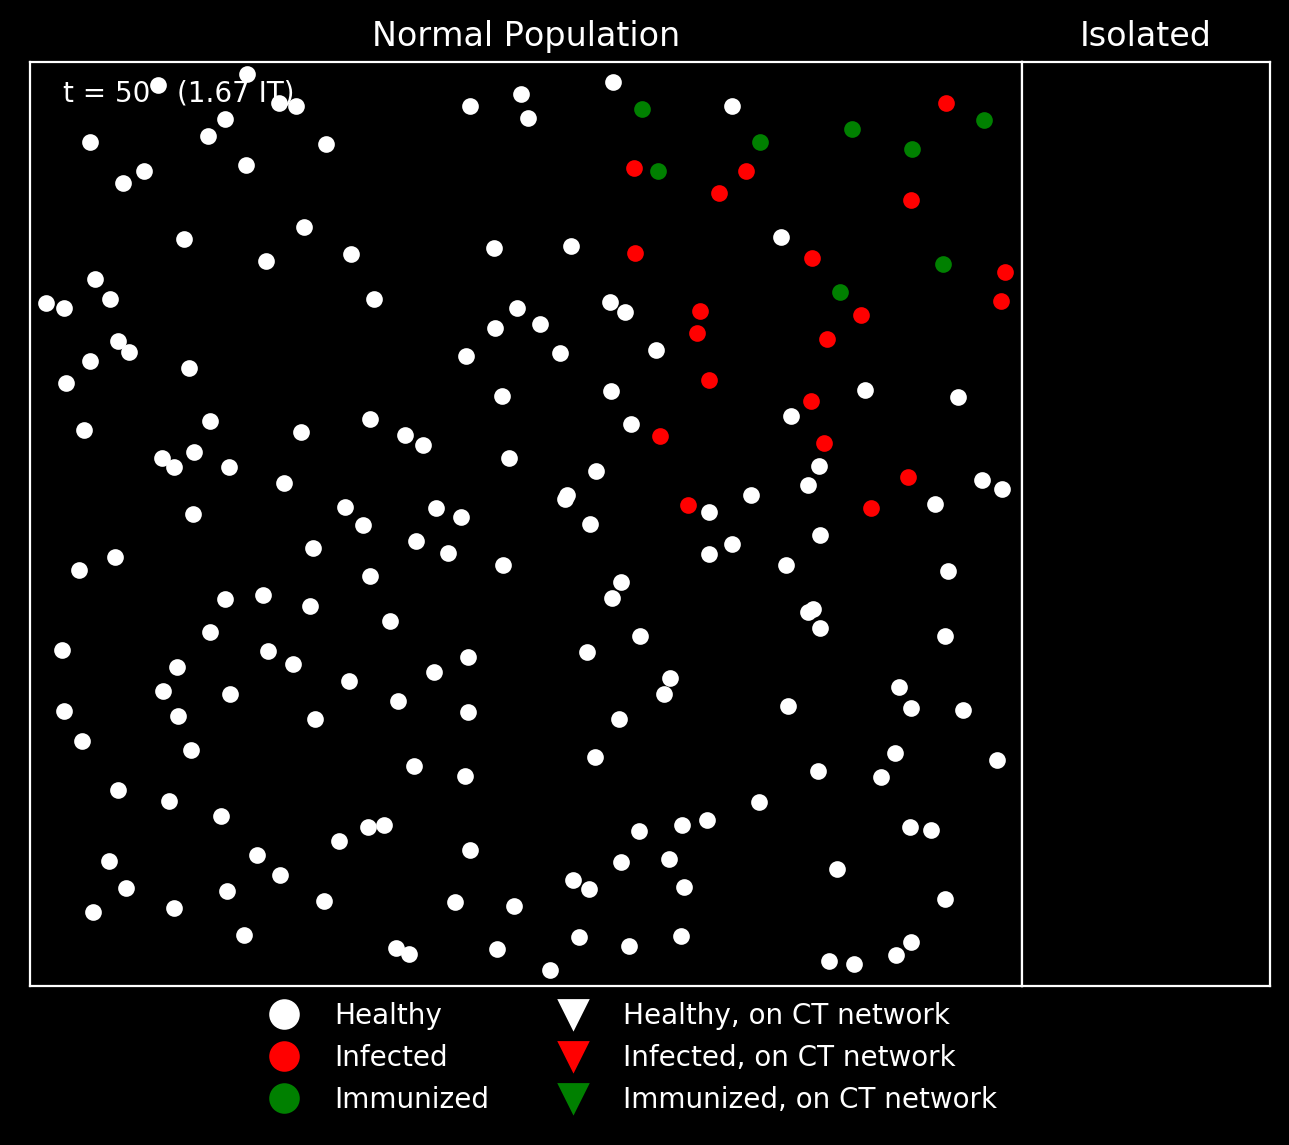 Normal Population
Isolated
t = 50 (1.67 IT)
Healthy
Infected
Immunized
Healthy, on CT network
Infected, on CT network
Immunized, on CT network